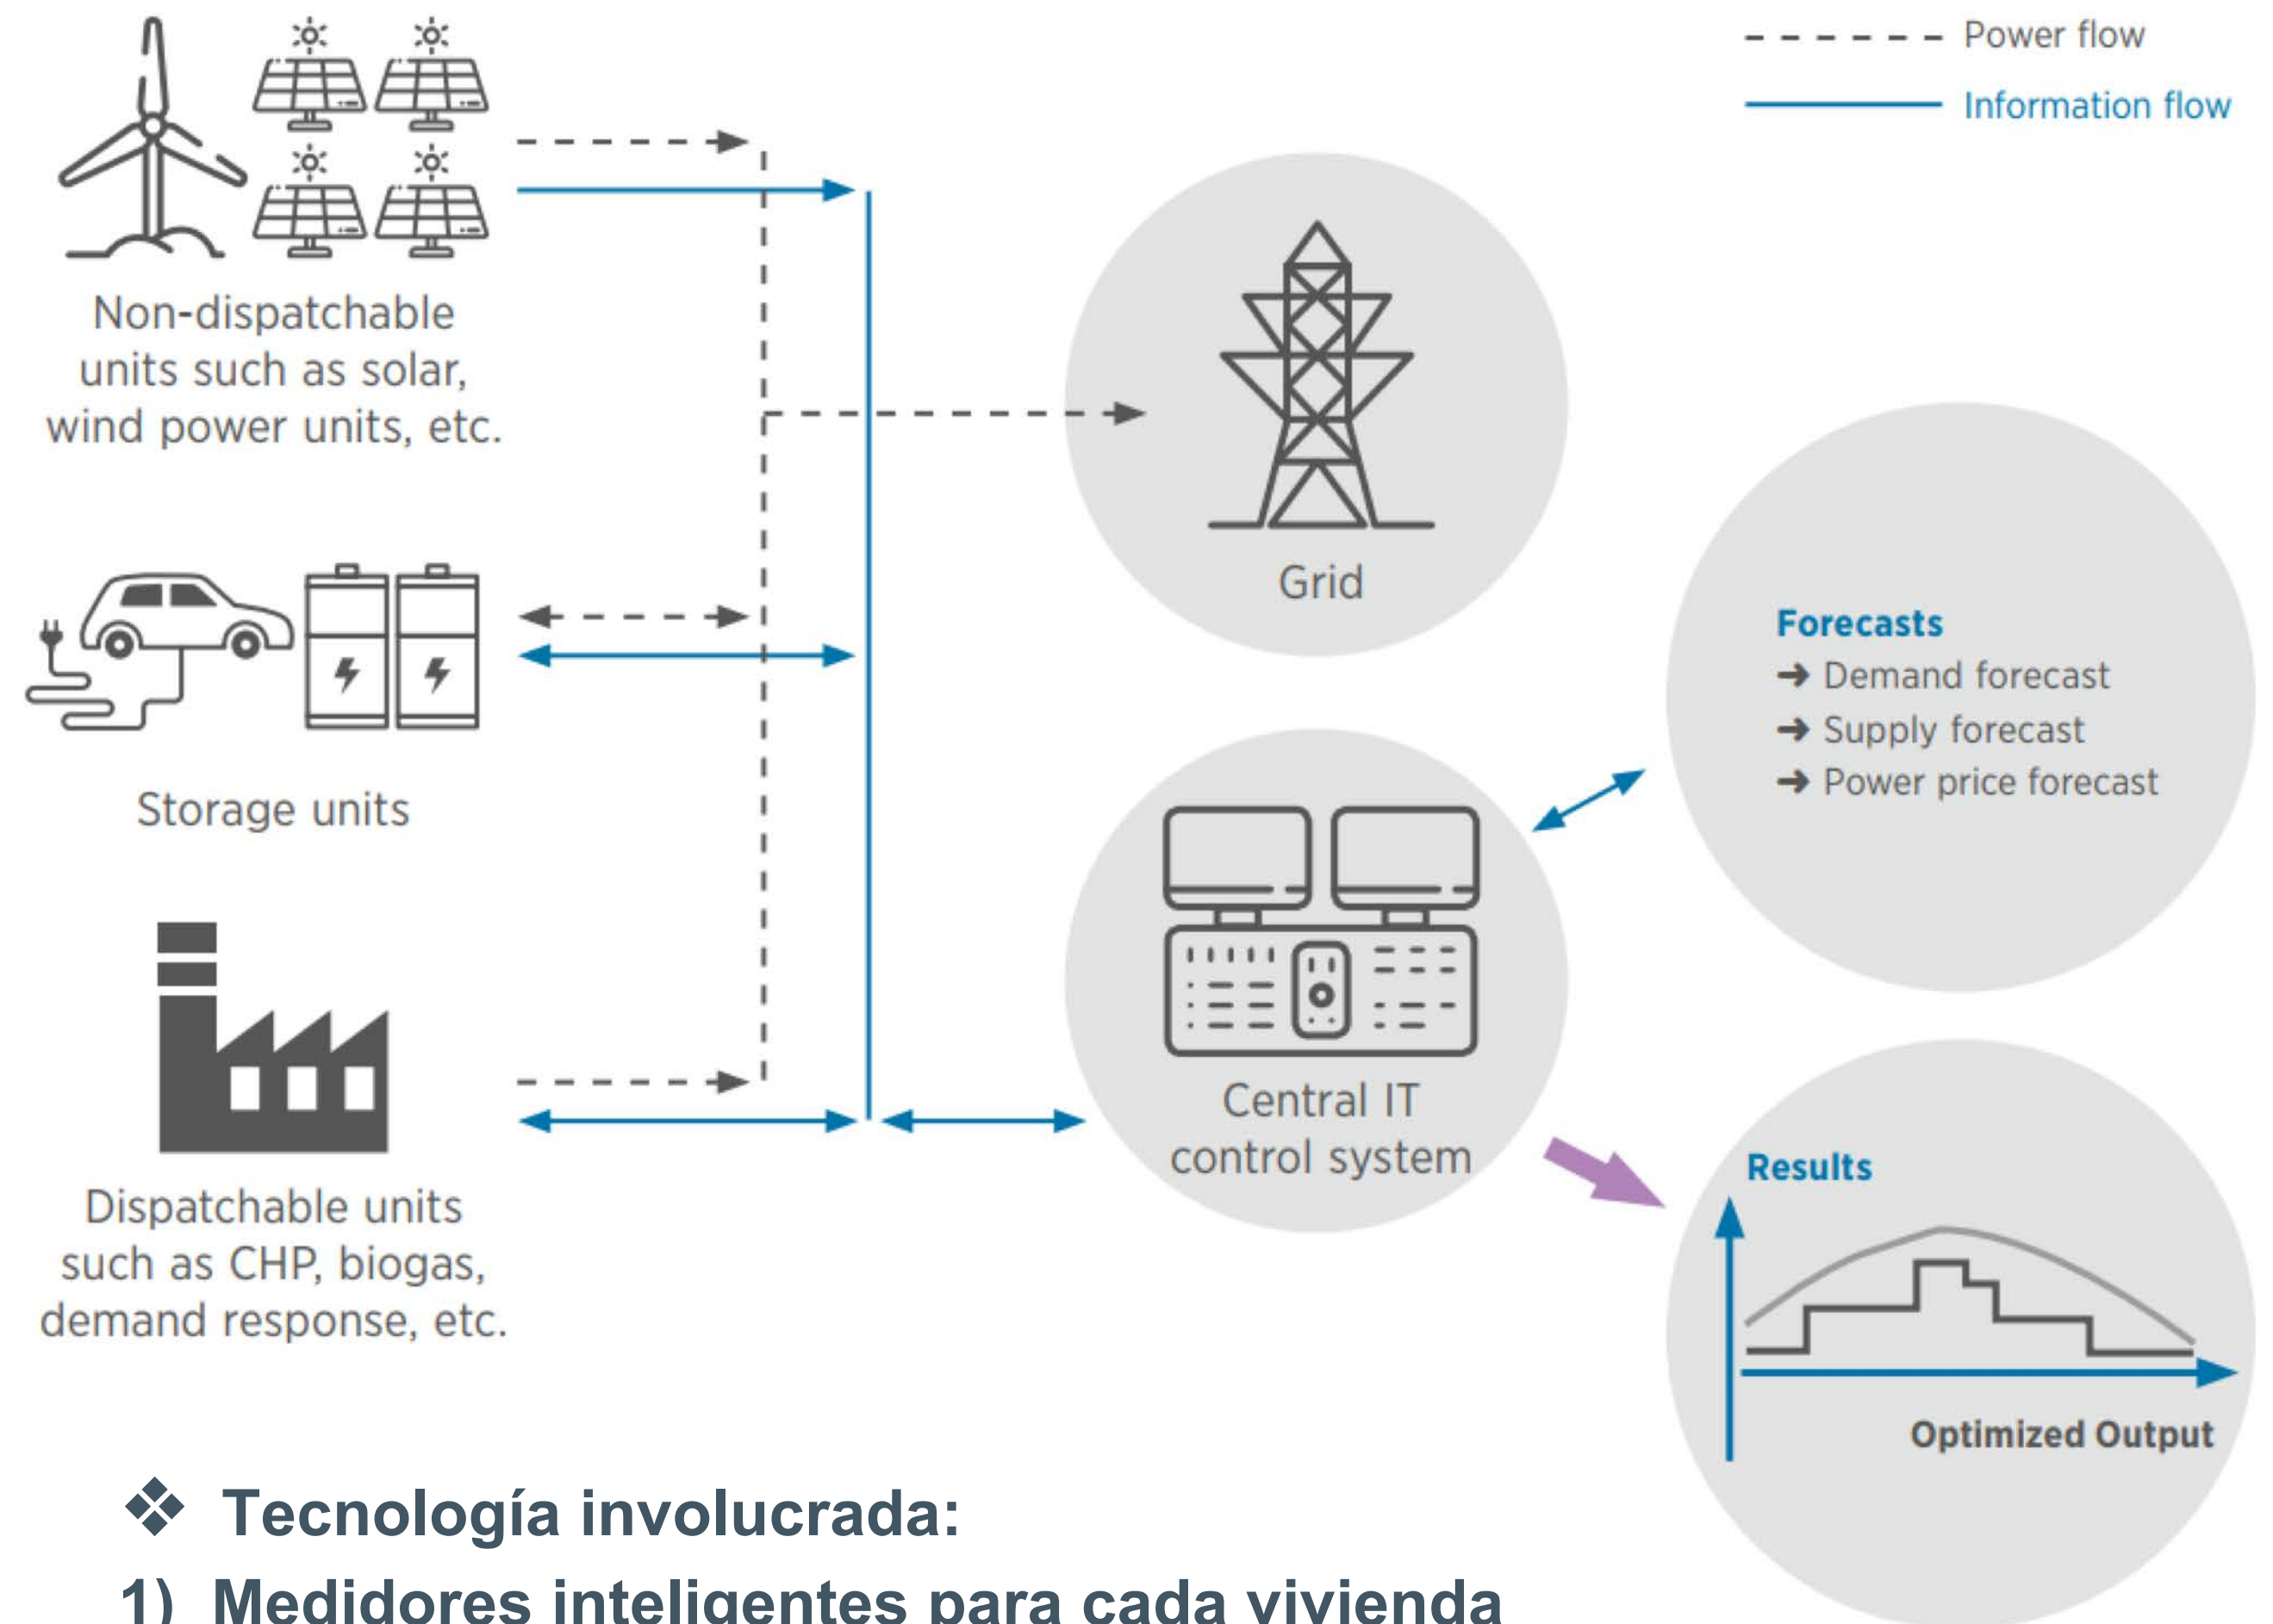 Power flow
Information flow
Non-dispatchable
units such as solar,
wind power units, etc.
Grid
Storage units
Forecasts
➜ Demand forecast
➜ Supply forecast
➜ Power price forecast
Central IT
control system
Dispatchable units
such as CHP, biogas,
demand response, etc.
Results
Optimized Output
❖ Tecnología involucrada:
1) Medidores inteligentes para cada vivienda